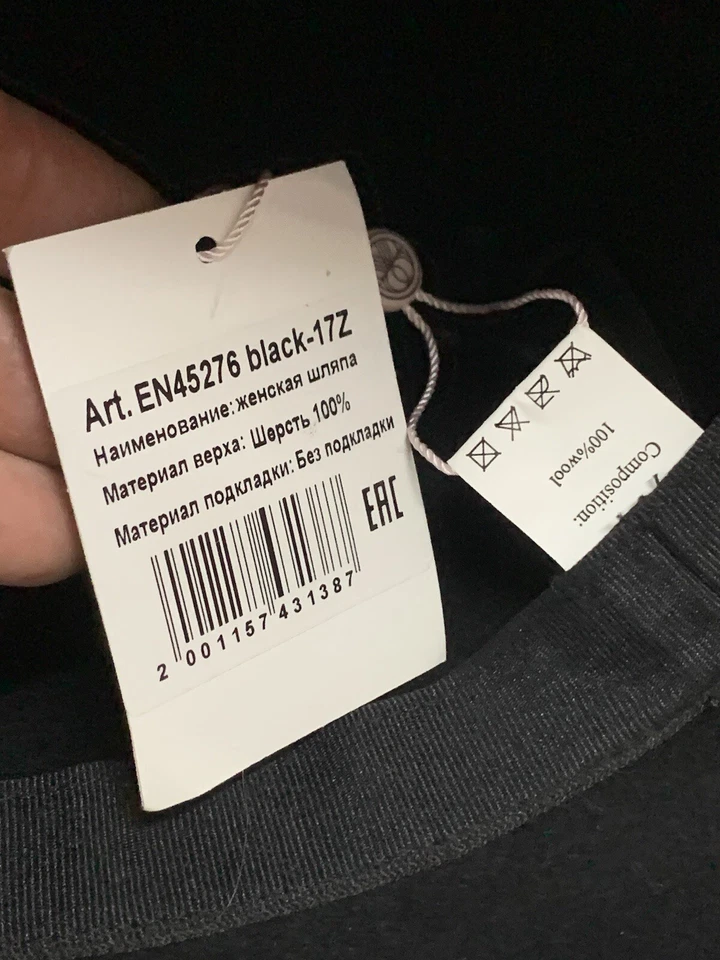 Art. EN45276 black-17Z
Наименование: женская шляпа
Материал верха: Шерсть 100%
Материал подкладки: Без подкладки
EAC
2 001157 431387
Composition:
100%wool